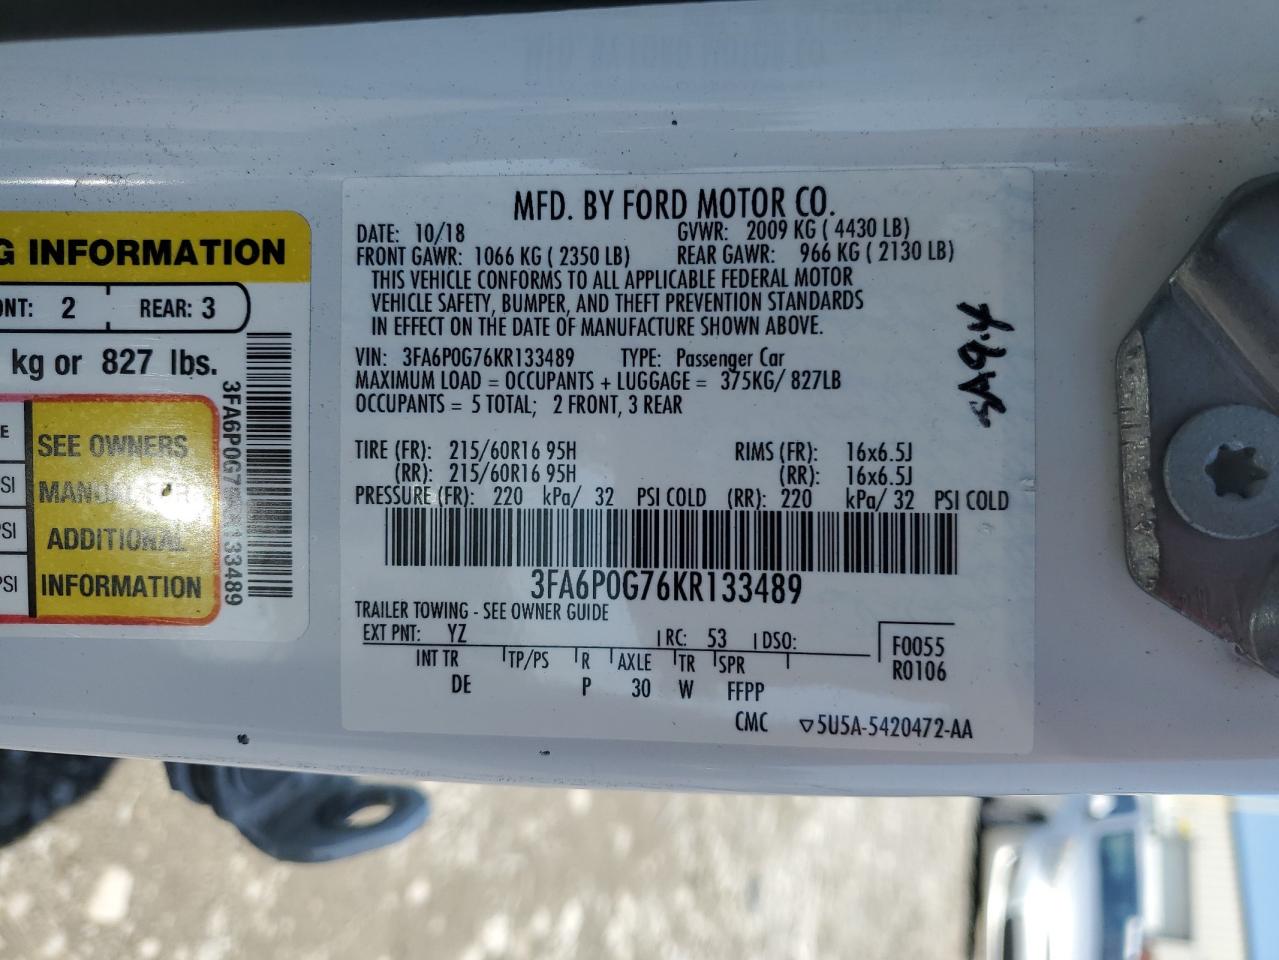 MFD. BY FORD MOTOR CO.
DATE: 10/18 GVWR: 2009 KG ( 4430 LB)
FRONT GAWR: 1066 KG ( 2350 LB) REAR GAWR: 966 KG ( 2130 LB)
THIS VEHICLE CONFORMS TO ALL APPLICABLE FEDERAL MOTOR
VEHICLE SAFETY, BUMPER, AND THEFT PREVENTION STANDARDS
IN EFFECT ON THE DATE OF MANUFACTURE SHOWN ABOVE.
VIN: 3FA6P0G76KR133489 TYPE: Passenger Car
MAXIMUM LOAD = OCCUPANTS + LUGGAGE = 375KG/ 827LB
OCCUPANTS = 5 TOTAL; 2 FRONT, 3 REAR
TIRE (FR): 215/60R16 95H RIMS (FR): 16x6.5J
(RR): 215/60R16 95H (RR): 16x6.5J
PRESSURE (FR): 220 kPa/ 32 PSI COLD (RR): 220 kPa/ 32 PSI COLD
3FA6P0G76KR133489
TRAILER TOWING - SEE OWNER GUIDE
EXT PNT: YZ RC: 53 DSO: F0055
INT TR TP/PS R AXLE TR SPR R0106
DE P 30 W FFPP
CMC ▽5U5A-5420472-AA
G INFORMATION
NT: 2 REAR: 3
kg or 827 lbs.
SEE OWNERS
MANUAL FOR
ADDITIONAL
INFORMATION
E
SI
SI
PSI
3FA6P0G76KR133489